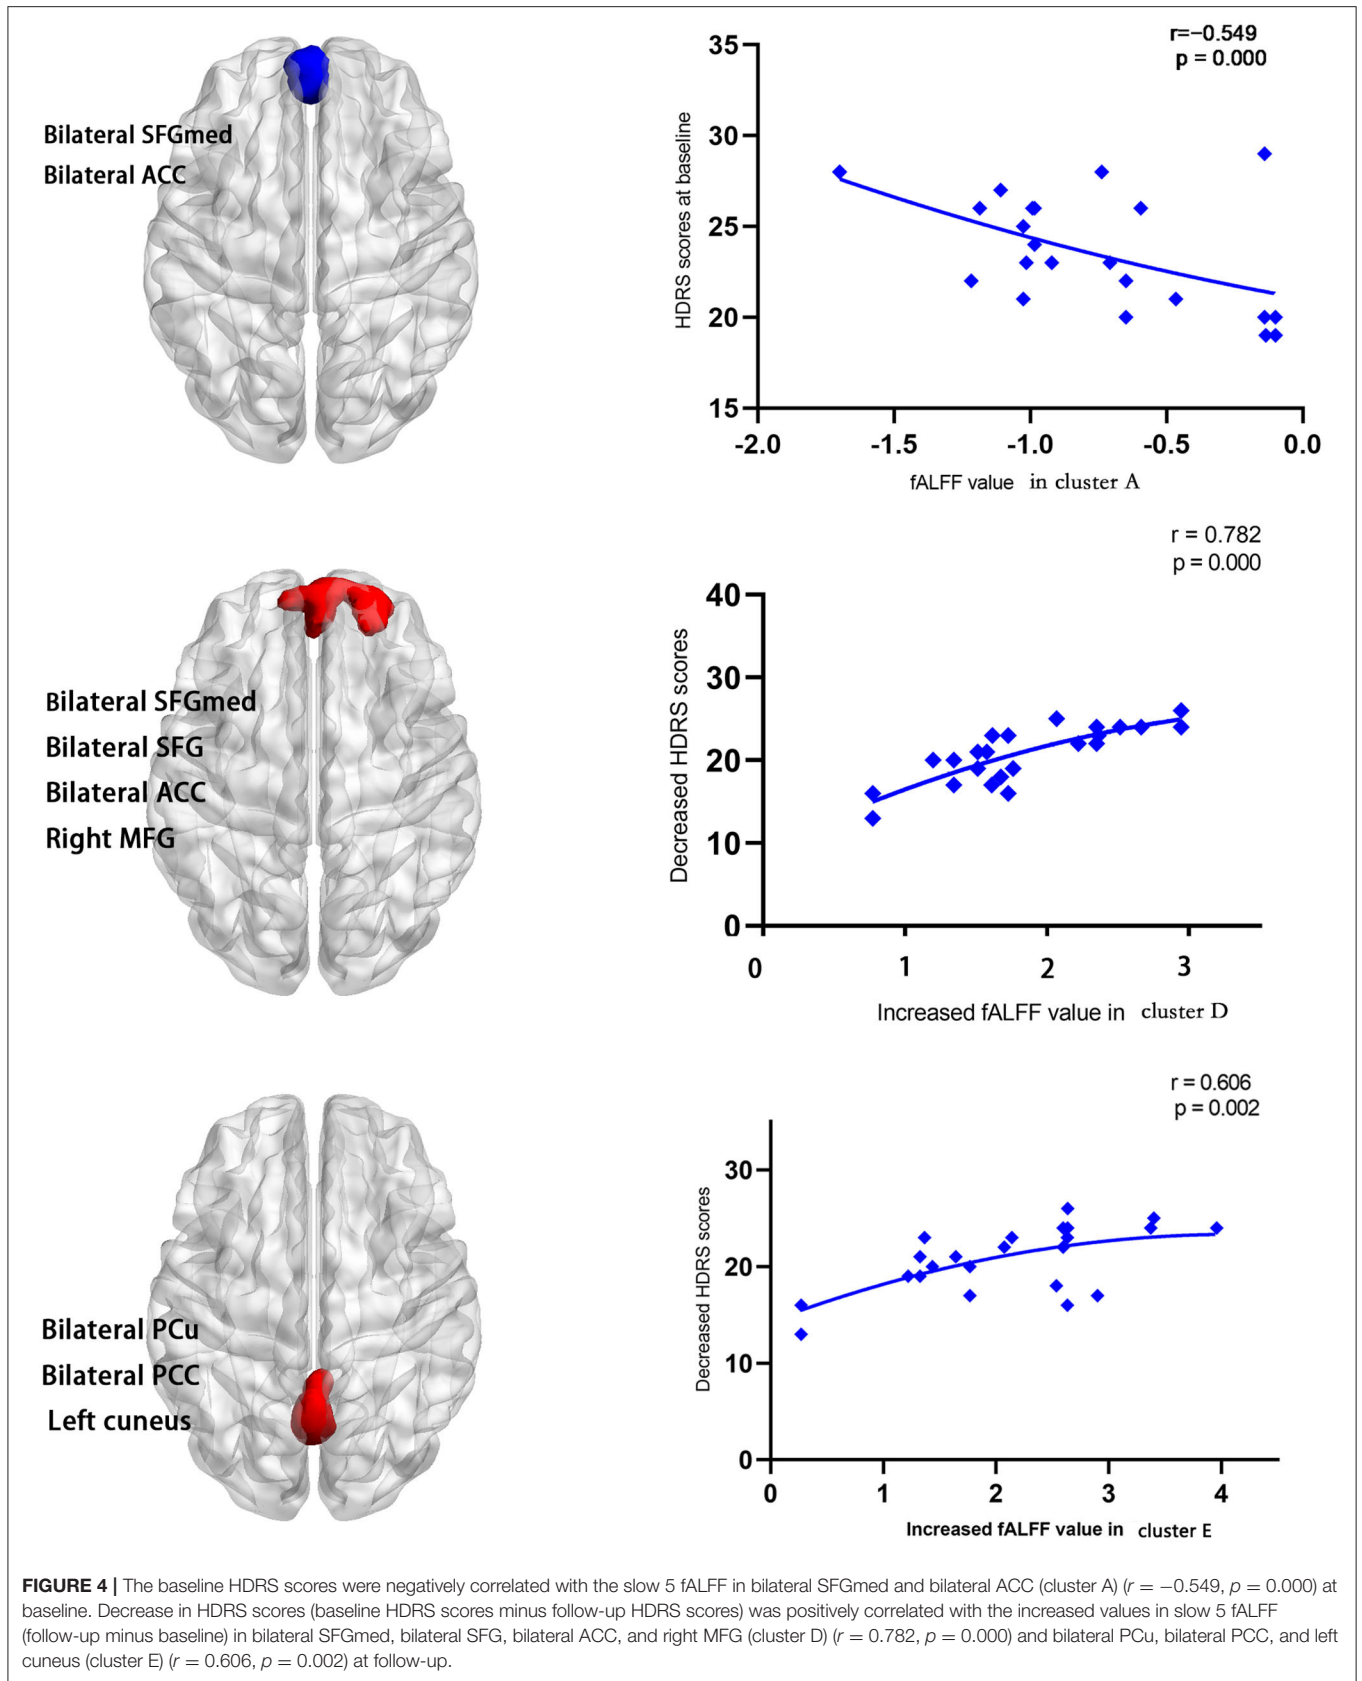 r=−0.549
p = 0.000
Bilateral SFGmed
Bilateral ACC
HDRS scores at baseline
35
30
25
20
15
-2.0 -1.5 -1.0 -0.5 0.0
fALFF value in cluster A
r = 0.782
p = 0.000
Bilateral SFGmed
Bilateral SFG
Bilateral ACC
Right MFG
Decreased HDRS scores
40
30
20
10
0
0 1 2 3
Increased fALFF value in cluster D
r = 0.606
p = 0.002
Bilateral PCu
Bilateral PCC
Left cuneus
Decreased HDRS scores
30
20
10
0
0 1 2 3 4
Increased fALFF value in cluster E
FIGURE 4 | The baseline HDRS scores were negatively correlated with the slow 5 fALFF in bilateral SFGmed and bilateral ACC (cluster A) (r = −0.549, p = 0.000) at
baseline. Decrease in HDRS scores (baseline HDRS scores minus follow-up HDRS scores) was positively correlated with the increased values in slow 5 fALFF
(follow-up minus baseline) in bilateral SFGmed, bilateral SFG, bilateral ACC, and right MFG (cluster D) (r = 0.782, p = 0.000) and bilateral PCu, bilateral PCC, and left
cuneus (cluster E) (r = 0.606, p = 0.002) at follow-up.